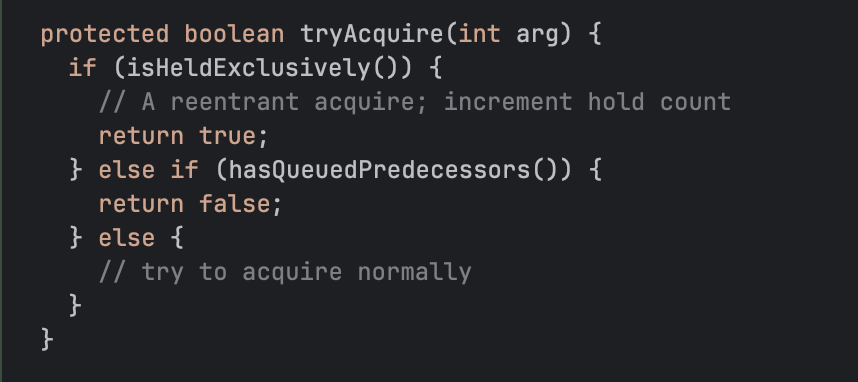 protected boolean tryAcquire(int arg) {
  if (isHeldExclusively()) {
    // A reentrant acquire; increment hold count
    return true;
  } else if (hasQueuedPredecessors()) {
    return false;
  } else {
    // try to acquire normally
  }
}